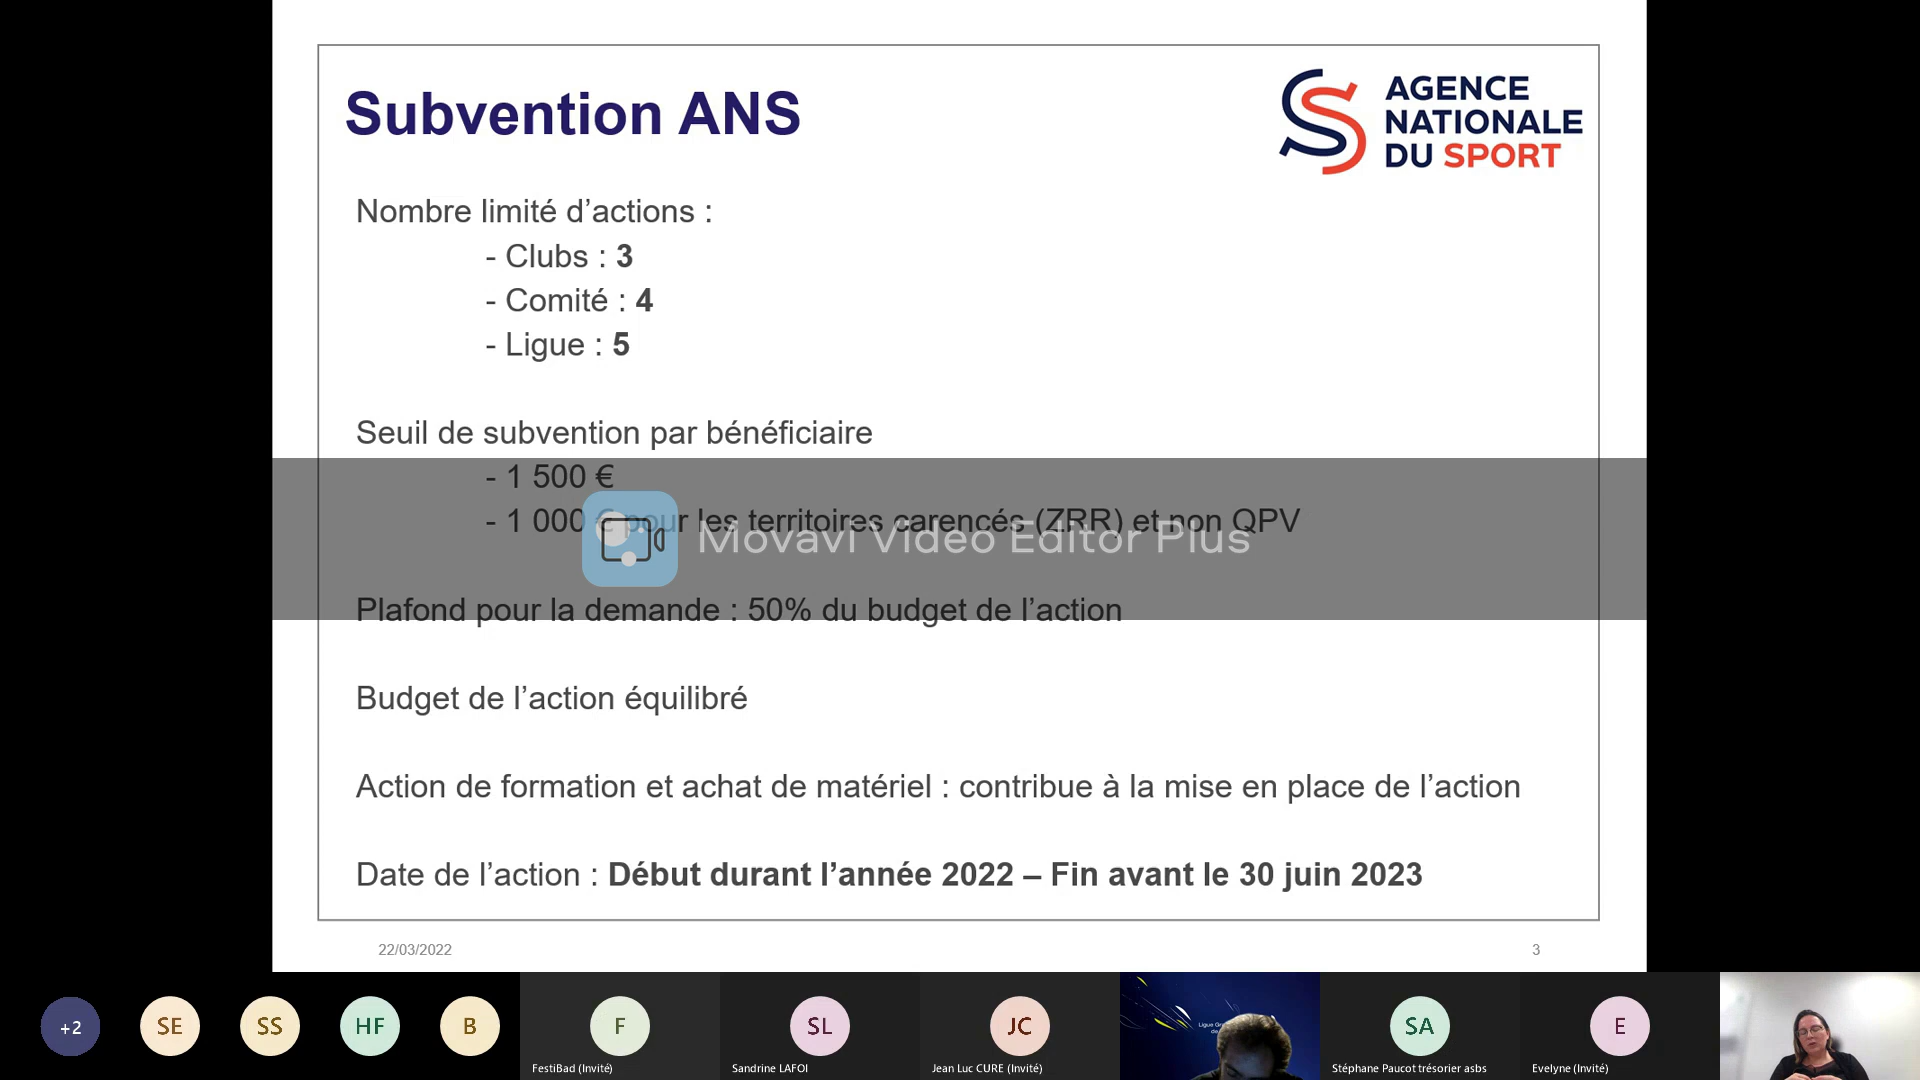 Subvention ANS
AGENCE
NATIONALE
DU SPORT
Nombre limité d’actions :
- Clubs : 3
- Comité : 4
- Ligue : 5
Seuil de subvention par bénéficiaire
- 1 500 €
- 1 000 € pour les territoires carencés (ZRR) et non QPV
Movavi Video Editor Plus
Plafond pour la demande : 50% du budget de l’action
Budget de l’action équilibré
Action de formation et achat de matériel : contribue à la mise en place de l’action
Date de l’action : Début durant l’année 2022 – Fin avant le 30 juin 2023
22/03/2022
3
+2
SE
SS
HF
B
F
SL
JC
SA
E
FestiBad (Invité)
Sandrine LAFOI
Jean Luc CURE (Invité)
Stéphane Paucot trésorier asbs
Evelyne (Invité)